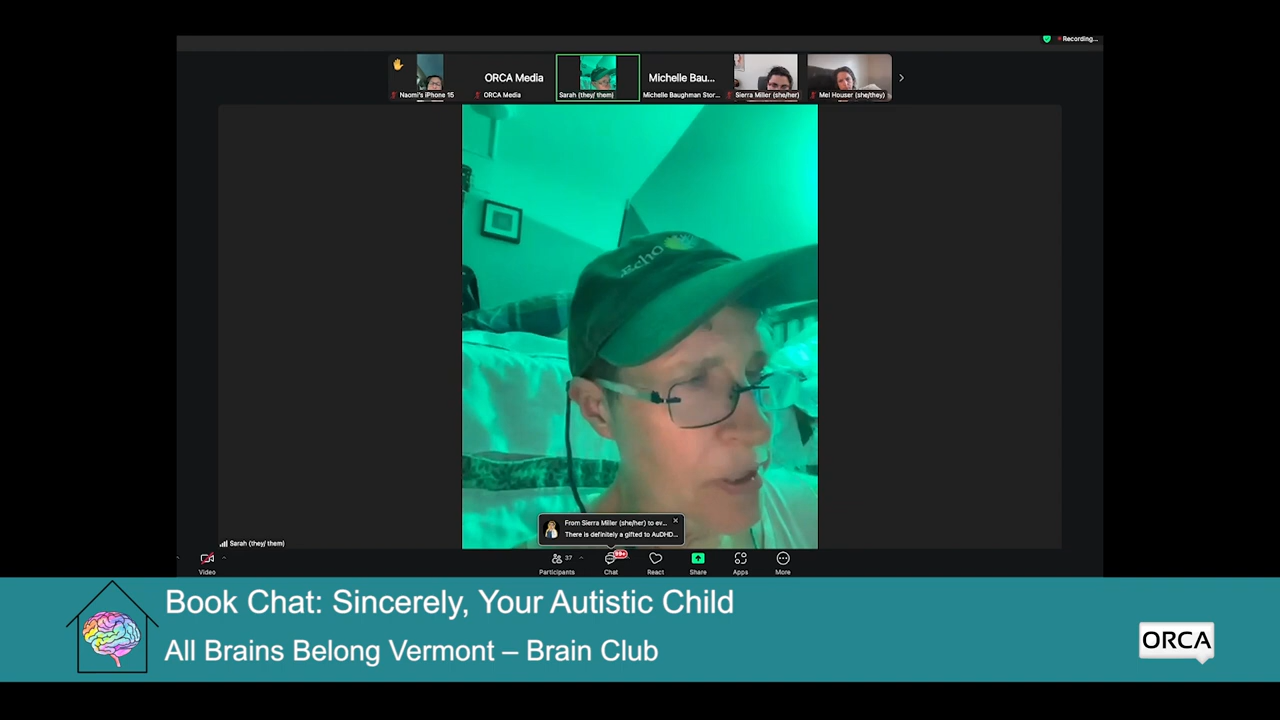 Recording...
ORCA Media
Michelle Bau...
Naomi's iPhone 15
ORCA Media
Sarah (they/ them)
Michelle Baughman Stor...
Sierra Miller (she/her)
Mel Houser (she/they)
echo
From Sierra Miller (she/her) to ev...
There is definitely a gifted to AuDHD...
Sarah (they/ them)
Video
37
Participants
99+
Chat
React
Share
Apps
More
Book Chat: Sincerely, Your Autistic Child
All Brains Belong Vermont – Brain Club
ORCA